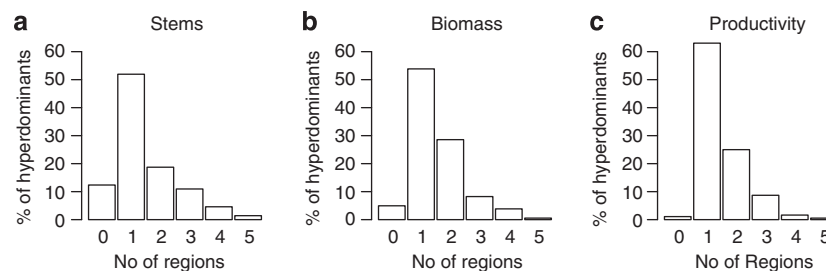 a Stems
% of hyperdominants
60
50
40
30
20
10
0
0 1 2 3 4 5
No of regions
b Biomass
% of hyperdominants
60
50
40
30
20
10
0
0 1 2 3 4 5
No of regions
c Productivity
% of hyperdominants
60
50
40
30
20
10
0
0 1 2 3 4 5
No of Regions